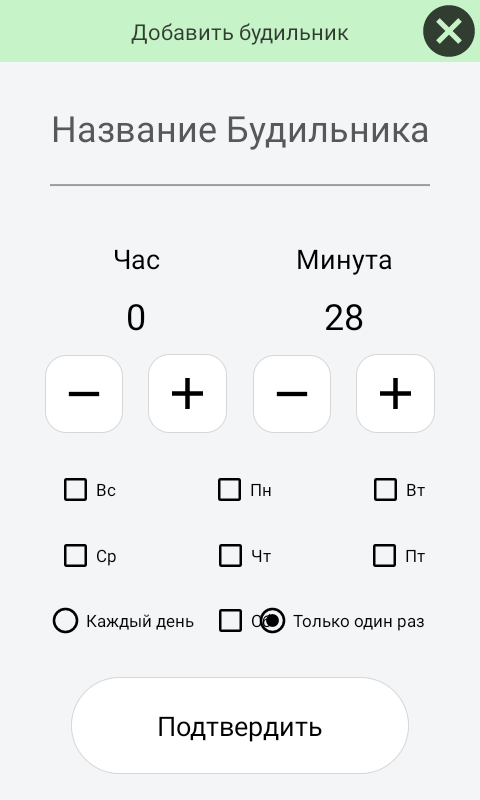 Добавить будильник
Название Будильника
Час Минута
0 28
Вс Пн Вт
Ср Чт Пт
Каждый день Только один раз
Подтвердить